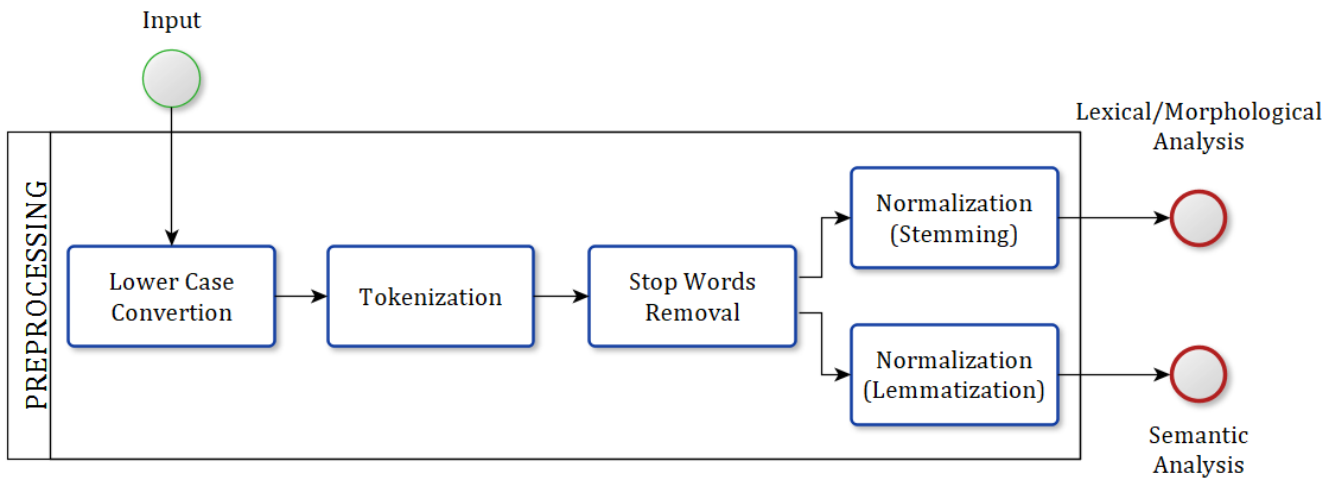 Input
Lexical/Morphological
Analysis
PREPROCESSING
Lower Case
Convertion
Tokenization
Stop Words
Removal
Normalization
(Stemming)
Normalization
(Lemmatization)
Semantic
Analysis